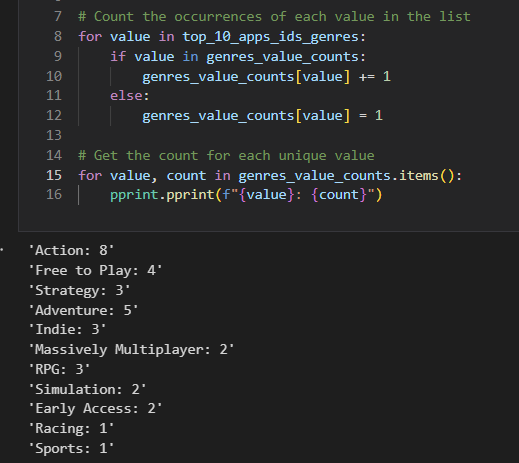 7 # Count the occurrences of each value in the list
8 for value in top_10_apps_ids_genres:
9     if value in genres_value_counts:
10         genres_value_counts[value] += 1
11     else:
12         genres_value_counts[value] = 1
13
14 # Get the count for each unique value
15 for value, count in genres_value_counts.items():
16     pprint.pprint(f"{value}: {count}")
'Action: 8'
'Free to Play: 4'
'Strategy: 3'
'Adventure: 5'
'Indie: 3'
'Massively Multiplayer: 2'
'RPG: 3'
'Simulation: 2'
'Early Access: 2'
'Racing: 1'
'Sports: 1'